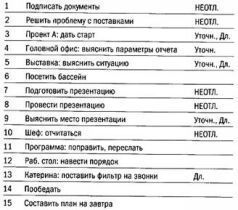 1 Подписать документы НЕОТЛ.
2 Решить проблему с поставками НЕОТЛ.
3 Проект А: дать старт Уточн., Дл.
4 Головной офис: выяснить параметры отчета Уточн.
5 Выставка: выяснить ситуацию Уточн., Дл.
6 Посетить бассейн
7 Подготовить презентацию НЕОТЛ.
8 Провести презентацию НЕОТЛ.
9 Выяснить место презентации Уточн., Дл.
10 Шеф: отчитаться НЕОТЛ.
11 Программа: поправить, переслать
12 Раб. стол: навести порядок
13 Катерина: поставить фильтр на звонки Дл.
14 Пообедать
15 Составить план на завтра